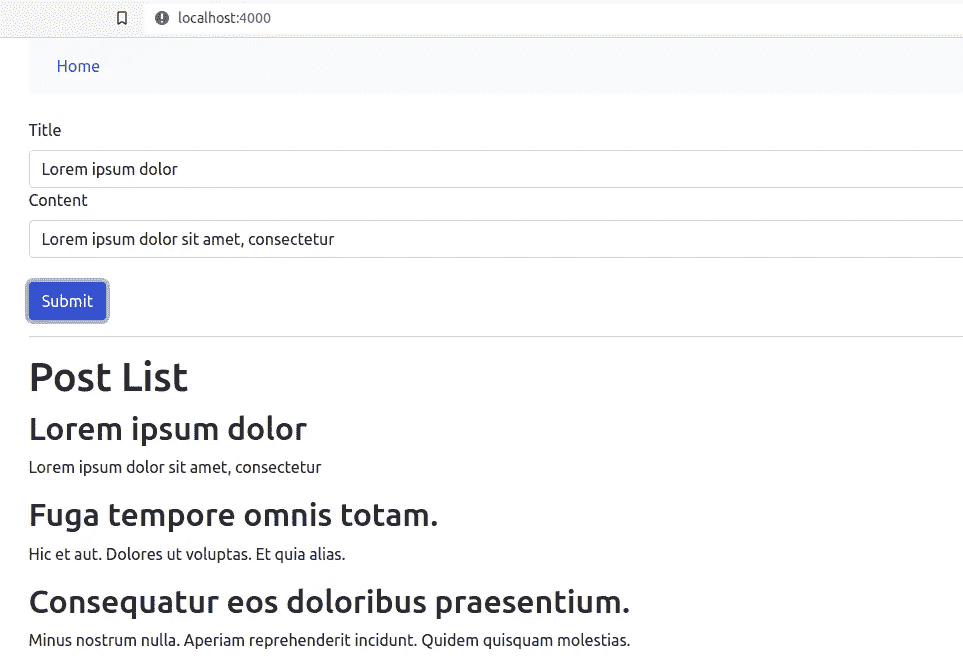 localhost:4000
Home
Title
Lorem ipsum dolor
Content
Lorem ipsum dolor sit amet, consectetur
Submit
Post List
Lorem ipsum dolor
Lorem ipsum dolor sit amet, consectetur
Fuga tempore omnis totam.
Hic et aut. Dolores ut voluptas. Et quia alias.
Consequatur eos doloribus praesentium.
Minus nostrum nulla. Aperiam reprehenderit incidunt. Quidem quisquam molestias.